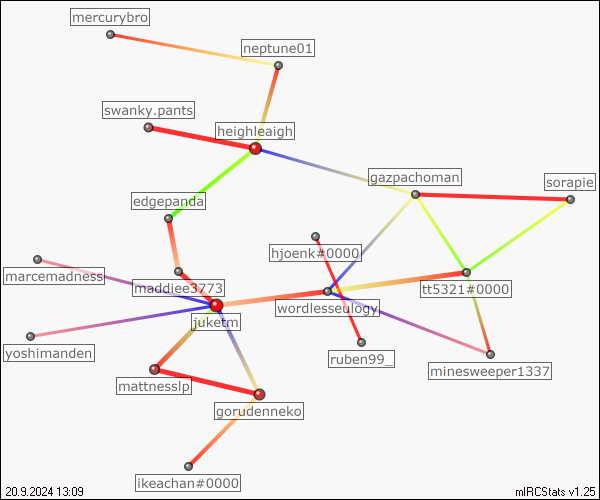 mercurybro
neptune01
swanky.pants
heighleaigh
gazpachoman
sorapie
edgepanda
hjoenk#0000
marcemadness
maddiee3773
tt5321#0000
wordlesseulogy
juketm
yoshimanden
ruben99_
minesweeper1337
mattnesslp
gorudenneko
ikeachan#0000
20.9.2024 13:09
mIRCStats v1.25